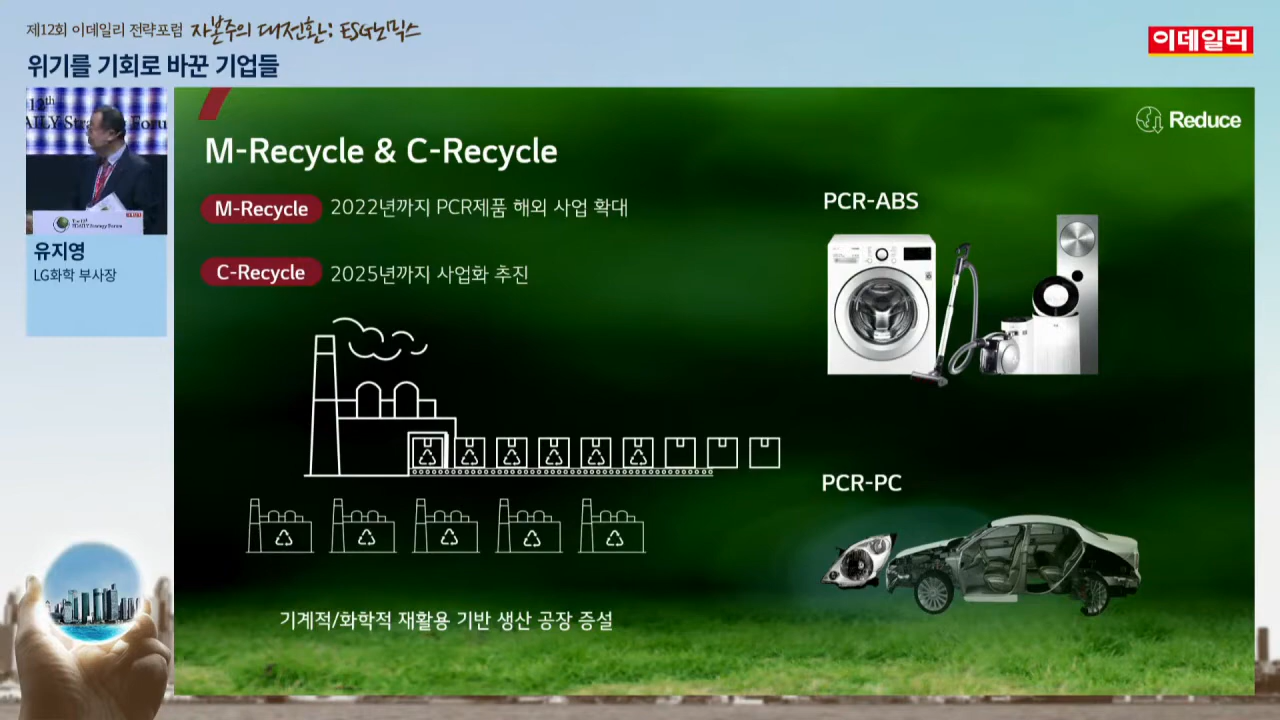 제12회 이데일리 전략포럼 자본주의 대전환: ESG노믹스
이데일리
위기를 기회로 바꾼 기업들
12th
Reduce
M-Recycle & C-Recycle
M-Recycle 2022년까지 PCR제품 해외 사업 확대
PCR-ABS
유지영
LG화학 부사장
C-Recycle 2025년까지 사업화 추진
PCR-PC
기계적/화학적 재활용 기반 생산 공장 증설